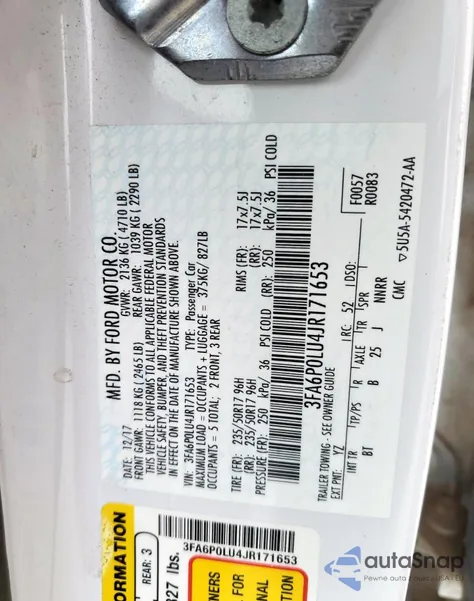 MFD. BY FORD MOTOR CO.
DATE: 12/17 GVWR: 2136 KG ( 4710 LB)
FRONT GAWR: 1118 KG ( 2465LB) REAR GAWR: 1039 KG ( 2290 LB)
THIS VEHICLE CONFORMS TO ALL APPLICABLE FEDERAL MOTOR
VEHICLE SAFETY, BUMPER, AND THEFT PREVENTION STANDARDS
IN EFFECT ON THE DATE OF MANUFACTURE SHOWN ABOVE.
VIN: 3FA6P0LU4JR171653 TYPE: Passenger Car
MAXIMUM LOAD = OCCUPANTS + LUGGAGE = 375KG/ 827LB
OCCUPANTS = 5 TOTAL; 2 FRONT, 3 REAR
TIRE (FR): 235/50R17 96H RIMS (FR): 17x7.5J
(RR): 235/50R17 96H (RR): 17x7.5J
PRESSURE (FR): 250 kPa/ 36 PSI COLD (RR): 250 kPa/ 36 PSI COLD
3FA6P0LU4JR171653
TRAILER TOWING - SEE OWNER GUIDE
EXT PNT: YZ RC: 52 DSO: F0057
R0083
INT TR TP/PS R AXLE TR SPR
BT B 25 J NNRR
CMC ▽5U5A-5420472-AA
3FA6P0LU4JR171653
FORMATION
REAR: 3
827 lbs.
FOR
autoSnap